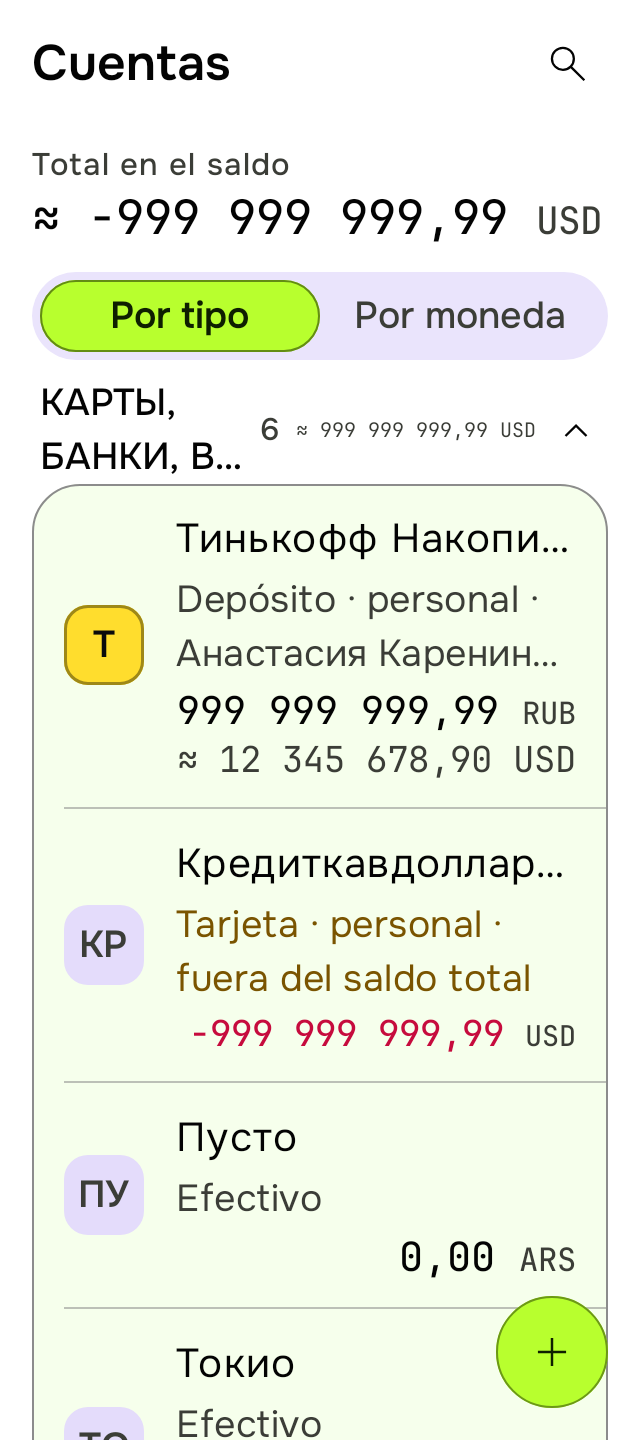 Cuentas
Total en el saldo
≈ -999 999 999,99 USD
Por tipo
Por moneda
КАРТЫ,
БАНКИ, В...
6 ≈ 999 999 999,99 USD
Тинькофф Накопи...
Depósito · personal ·
Анастасия Каренин...
T
999 999 999,99 RUB
≈ 12 345 678,90 USD
Кредиткавдоллар...
КР
Tarjeta · personal ·
fuera del saldo total
-999 999 999,99 USD
Пусто
ПУ
Efectivo
0,00 ARS
Токио
Efectivo
ТО